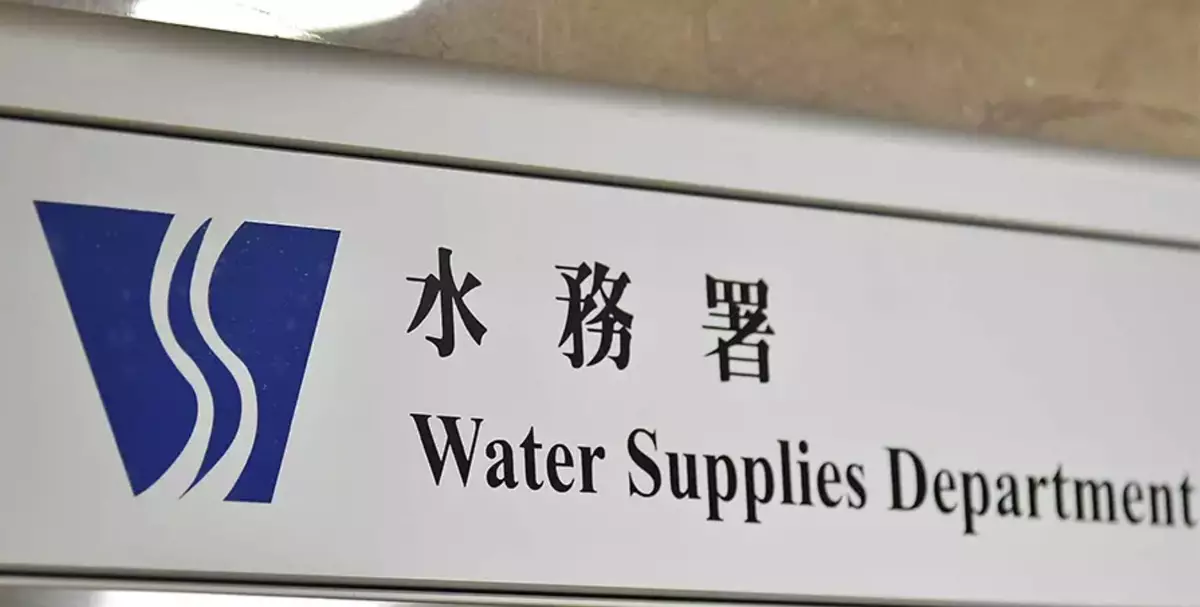 水務署
Water Supplies Department